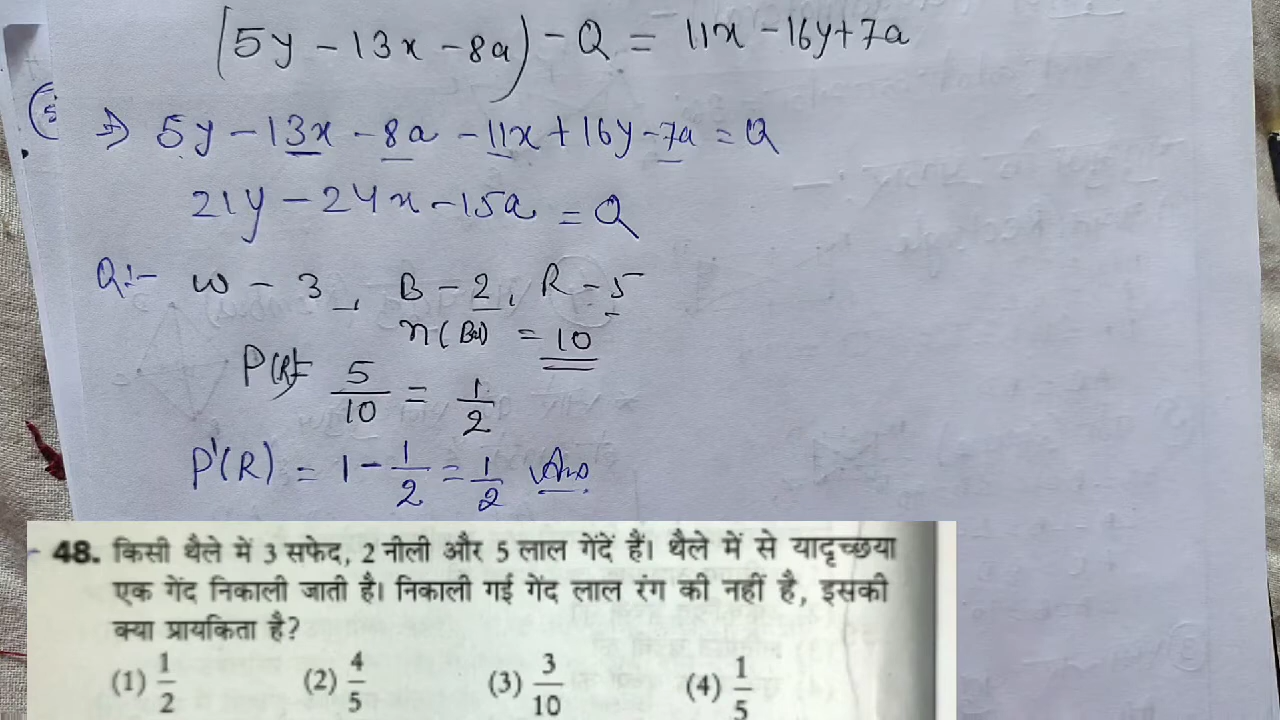 (5y - 13x - 8a) - Q = 11x - 16y + 7a
(5
⇒ 5y - 13x - 8a - 11x + 16y - 7a = Q
21y - 24x - 15a = Q
Q:- W - 3, B - 2, R - 5
= 10
P(R) = 5/10 = 1/2
P'(R) = 1 - 1/2 = 1/2 Ans.
48. किसी थैले में 3 सफेद, 2 नीली और 5 लाल गेंदें हैं। थैले में से यादृच्छया
एक गेंद निकाली जाती है। निकाली गई गेंद लाल रंग की नहीं है, इसकी
क्या प्रायकिता है?
(1) 1/2 (2) 4/5 (3) 3/10 (4) 1/5